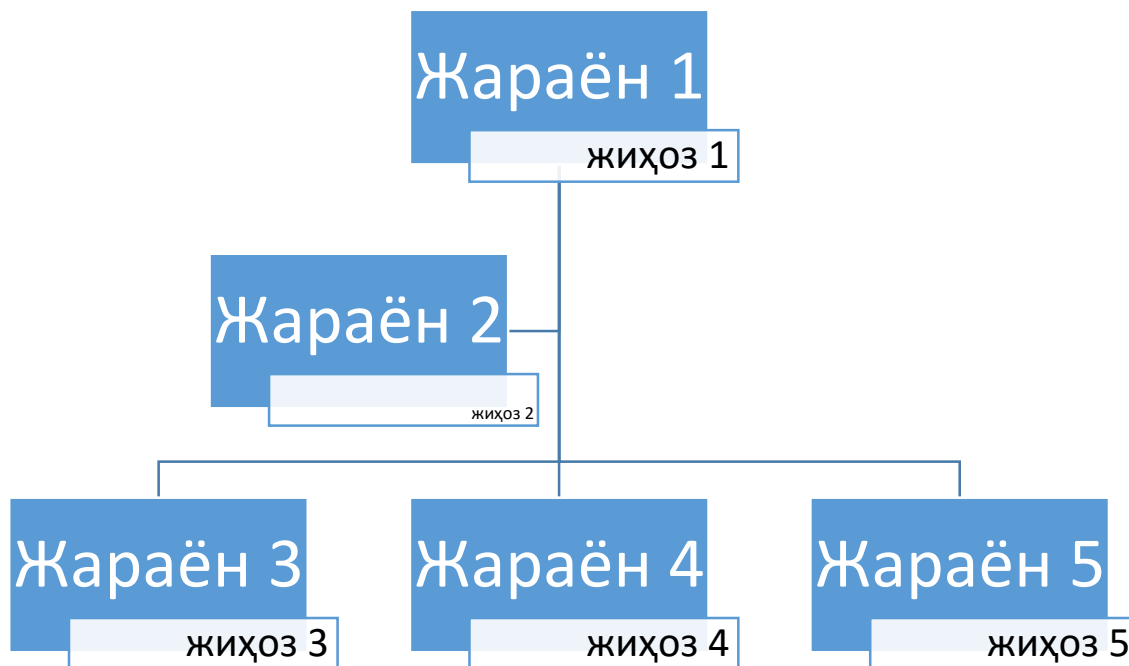 Жараён 1
жиҳоз 1
Жараён 2
жиҳоз 2
Жараён 3
жиҳоз 3
Жараён 4
жиҳоз 4
Жараён 5
жиҳоз 5